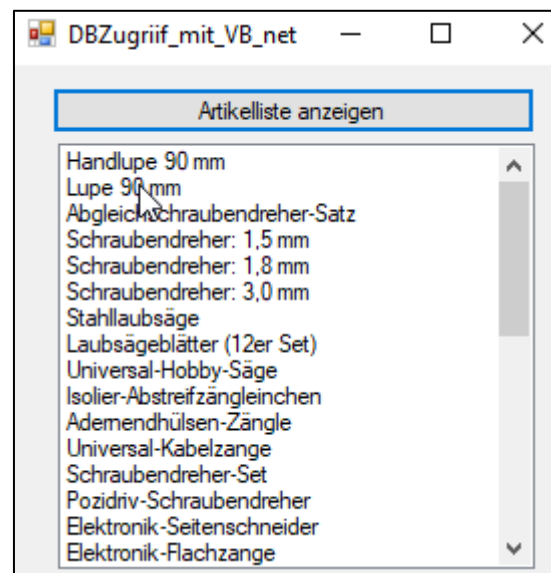 DBZugriif_mit_VB_net
Artikelliste anzeigen
Handlupe 90 mm
Lupe 90 mm
Abgleichschraubendreher-Satz
Schraubendreher: 1,5 mm
Schraubendreher: 1,8 mm
Schraubendreher: 3,0 mm
Stahllaubsäge
Laubsägeblätter (12er Set)
Universal-Hobby-Säge
Isolier-Abstreifzängleinchen
Adernendhülsen-Zängle
Universal-Kabelzange
Schraubendreher-Set
Pozidriv-Schraubendreher
Elektronik-Seitenschneider
Elektronik-Flachzange